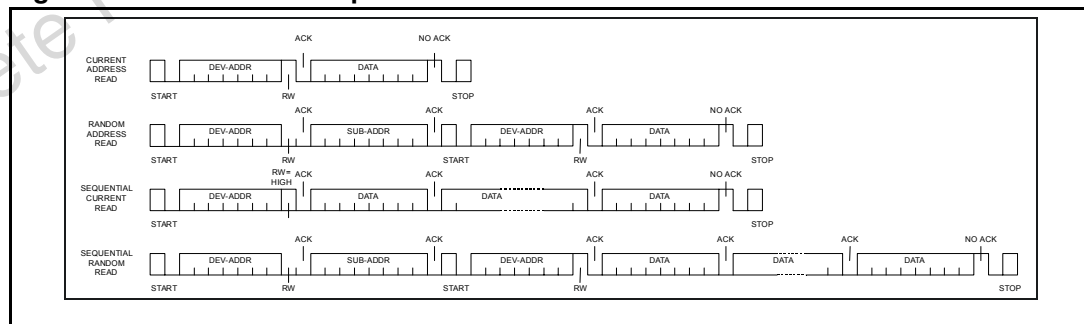 ACK NO ACK
CURRENT
ADDRESS
READ
DEV-ADDR DATA
START RW STOP
ACK ACK ACK NO ACK
RANDOM
ADDRESS
READ
DEV-ADDR SUB-ADDR DEV-ADDR DATA
START RW START RW STOP
RW=
HIGH
ACK ACK ACK NO ACK
SEQUENTIAL
CURRENT
READ
DEV-ADDR DATA DATA DATA
START STOP
ACK ACK ACK ACK ACK NO ACK
SEQUENTIAL
RANDOM
READ
DEV-ADDR SUB-ADDR DEV-ADDR DATA DATA DATA
START RW START RW STOP